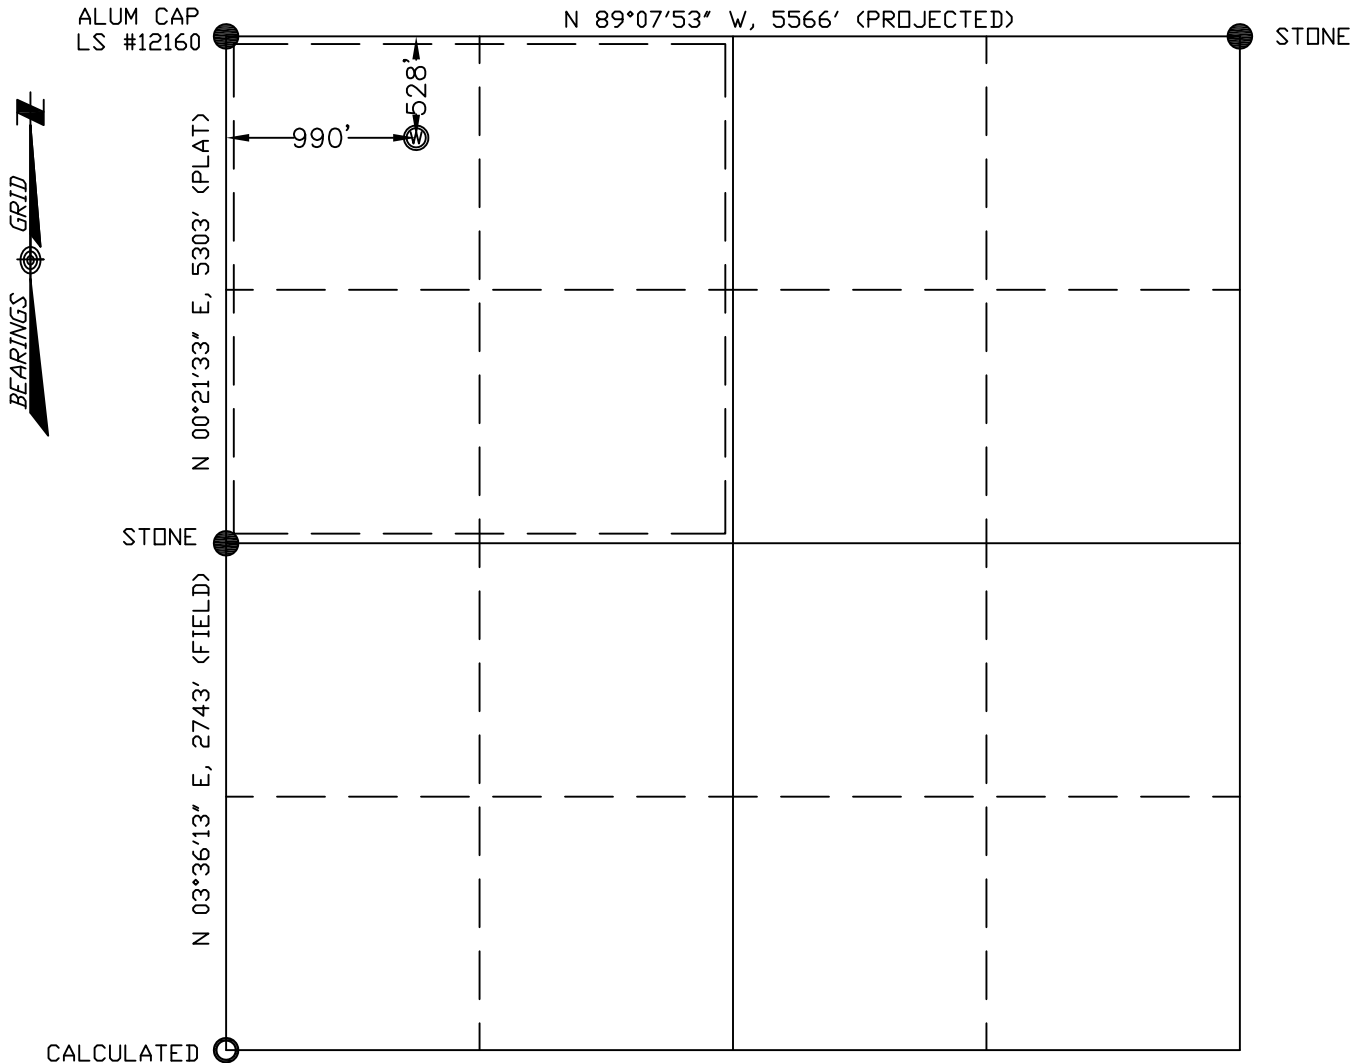 ALUM CAP
LS #12160
N 89°07'53" W, 5566' (PROJECTED)
STONE
528'
990'
W
N 00°21'33" E, 5303' (PLAT)
BEARINGS GRID
STONE
N 03°36'13" E, 2743' (FIELD)
CALCULATED